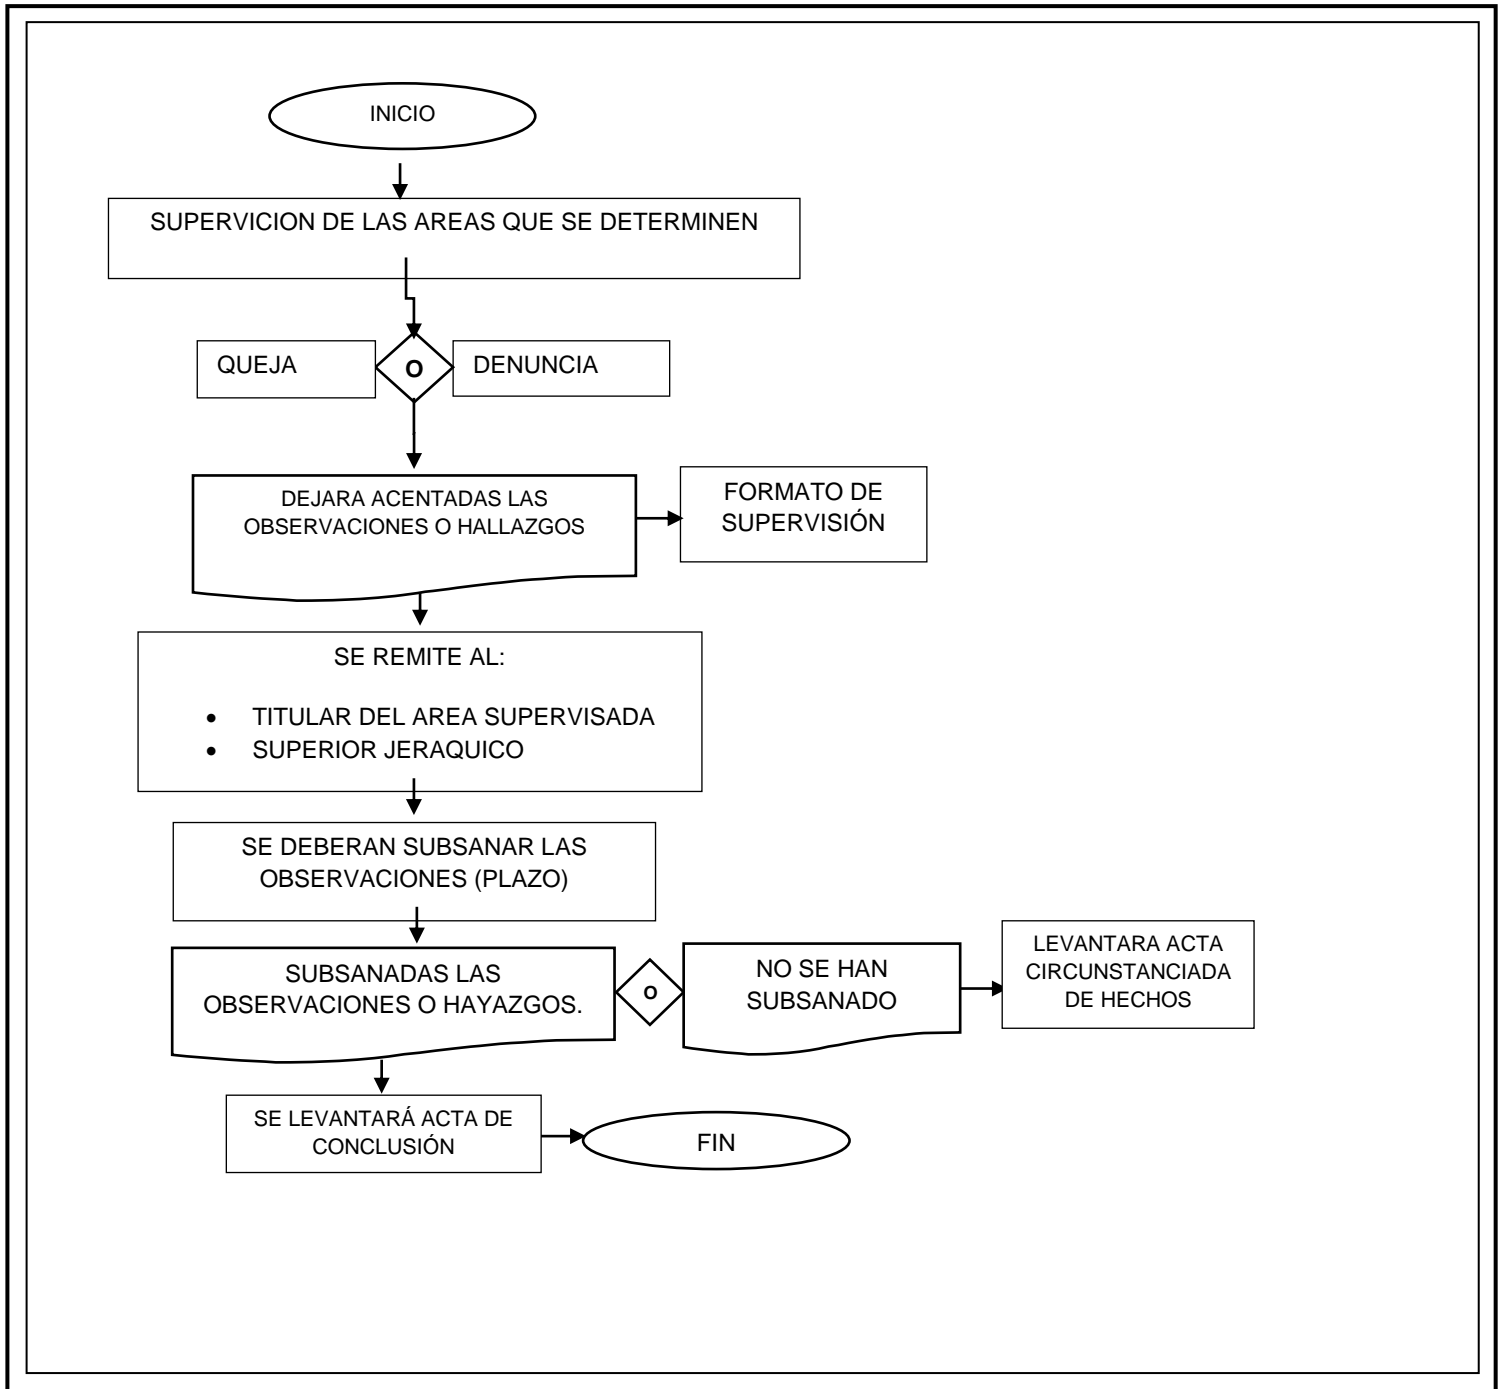 INICIO
SUPERVICION DE LAS AREAS QUE SE DETERMINEN
QUEJA
O
DENUNCIA
DEJARA ACENTADAS LAS
OBSERVACIONES O HALLAZGOS
FORMATO DE
SUPERVISIÓN
SE REMITE AL:
• TITULAR DEL AREA SUPERVISADA
• SUPERIOR JERAQUICO
SE DEBERAN SUBSANAR LAS
OBSERVACIONES (PLAZO)
SUBSANADAS LAS
OBSERVACIONES O HAYAZGOS.
O
NO SE HAN
SUBSANADO
LEVANTARA ACTA
CIRCUNSTANCIADA
DE HECHOS
SE LEVANTARÁ ACTA DE
CONCLUSIÓN
FIN